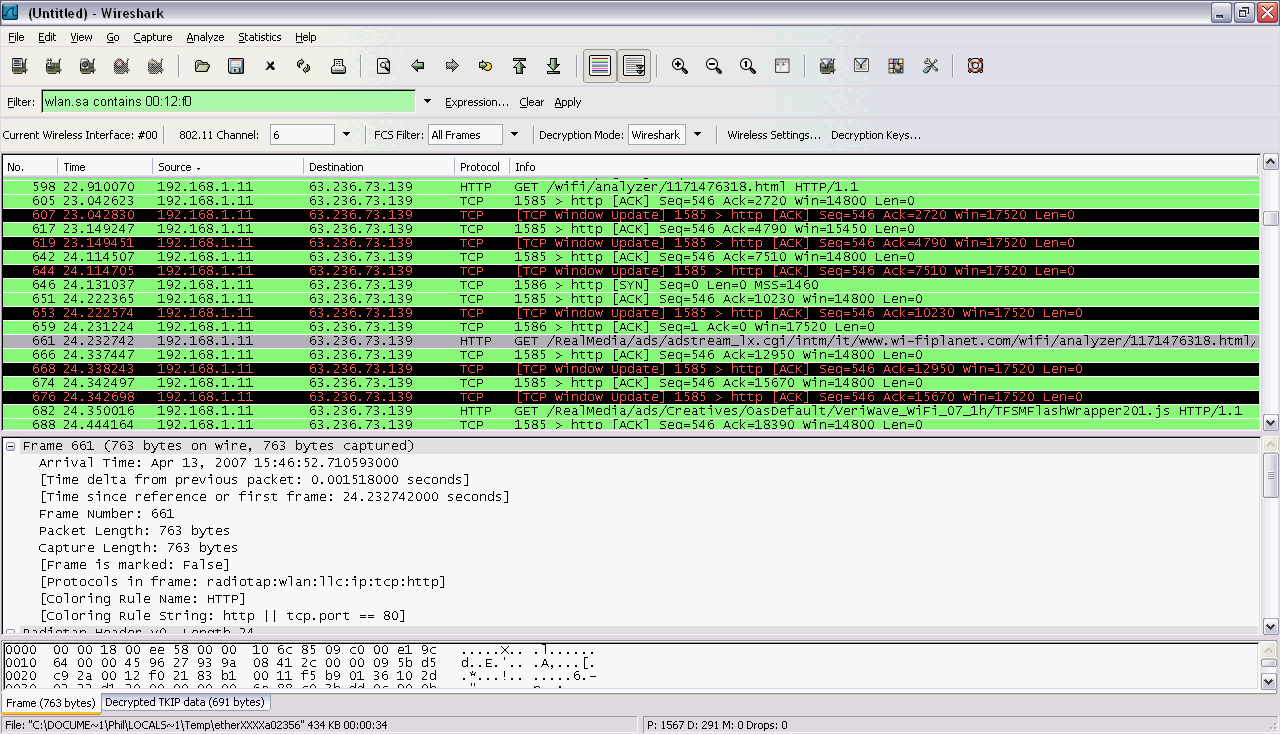 (Untitled) - Wireshark
File Edit View Go Capture Analyze Statistics Help
Filter: wlan.sa contains 00:12:f0 Expression... Clear Apply
Current Wireless Interface: #00 802.11 Channel: 6 FCS Filter: All Frames Decryption Mode: Wireshark Wireless Settings... Decryption Keys...
No. Time Source Destination Protocol Info
598 22.910070 192.168.1.11 63.236.73.139 HTTP GET /wifi/analyzer/1171476318.html HTTP/1.1
605 23.042623 192.168.1.11 63.236.73.139 TCP 1585 > http [ACK] Seq=546 Ack=2720 Win=14800 Len=0
607 23.042830 192.168.1.11 63.236.73.139 TCP [TCP Window Update] 1585 > http [ACK] Seq=546 Ack=2720 Win=17520 Len=0
617 23.149247 192.168.1.11 63.236.73.139 TCP 1585 > http [ACK] Seq=546 Ack=4790 Win=15450 Len=0
619 23.149451 192.168.1.11 63.236.73.139 TCP [TCP Window Update] 1585 > http [ACK] Seq=546 Ack=4790 Win=17520 Len=0
642 24.114507 192.168.1.11 63.236.73.139 TCP 1585 > http [ACK] Seq=546 Ack=7510 Win=14800 Len=0
644 24.114705 192.168.1.11 63.236.73.139 TCP [TCP Window Update] 1585 > http [ACK] Seq=546 Ack=7510 Win=17520 Len=0
646 24.131037 192.168.1.11 63.236.73.139 TCP 1586 > http [SYN] Seq=0 Len=0 MSS=1460
651 24.222365 192.168.1.11 63.236.73.139 TCP 1585 > http [ACK] Seq=546 Ack=10230 Win=14800 Len=0
653 24.222574 192.168.1.11 63.236.73.139 TCP [TCP Window Update] 1585 > http [ACK] Seq=546 Ack=10230 Win=17520 Len=0
659 24.231224 192.168.1.11 63.236.73.139 TCP 1586 > http [ACK] Seq=1 Ack=0 Win=17520 Len=0
661 24.232742 192.168.1.11 63.236.73.139 HTTP GET /RealMedia/ads/adstream_lx.cgi/intm/it/www.wi-fiplanet.com/wifi/analyzer/1171476318.html,
666 24.337447 192.168.1.11 63.236.73.139 TCP 1585 > http [ACK] Seq=546 Ack=12950 Win=14800 Len=0
668 24.338243 192.168.1.11 63.236.73.139 TCP [TCP Window Update] 1585 > http [ACK] Seq=546 Ack=12950 Win=17520 Len=0
674 24.342497 192.168.1.11 63.236.73.139 TCP 1585 > http [ACK] Seq=546 Ack=15670 Win=14800 Len=0
676 24.342698 192.168.1.11 63.236.73.139 TCP [TCP Window Update] 1585 > http [ACK] Seq=546 Ack=15670 Win=17520 Len=0
682 24.350016 192.168.1.11 63.236.73.139 HTTP GET /RealMedia/ads/Creatives/OasDefault/VeriWave_WiFi_07_1h/TFSMFlashWrapper201.js HTTP/1.1
688 24.444164 192.168.1.11 63.236.73.139 TCP 1585 > http [ACK] Seq=546 Ack=18390 Win=14800 Len=0
Frame 661 (763 bytes on wire, 763 bytes captured)
Arrival Time: Apr 13, 2007 15:46:52.710593000
[Time delta from previous packet: 0.001518000 seconds]
[Time since reference or first frame: 24.232742000 seconds]
Frame Number: 661
Packet Length: 763 bytes
Capture Length: 763 bytes
[Frame is marked: False]
[Protocols in frame: radiotap:wlan:llc:ip:tcp:http]
[Coloring Rule Name: HTTP]
[Coloring Rule String: http || tcp.port == 80]
Radiotap Header v0, Length 24
0000 00 00 18 00 ee 58 00 00 10 6c 85 09 c0 00 e1 9c .....X.. .l......
0010 64 00 00 45 96 27 93 9a 08 41 2c 00 00 09 5b d5 d..E.'.. .A,...[.
0020 c9 2a 00 12 f0 21 83 b1 00 11 f5 b9 01 36 10 2d .*...!.. .....6.-
Frame (763 bytes) Decrypted TKIP data (691 bytes)
File: "C:\DOCUME~1\Phil\LOCALS~1\Temp\etherXXXXa02356" 434 KB 00:00:34 P: 1567 D: 291 M: 0 Drops: 0